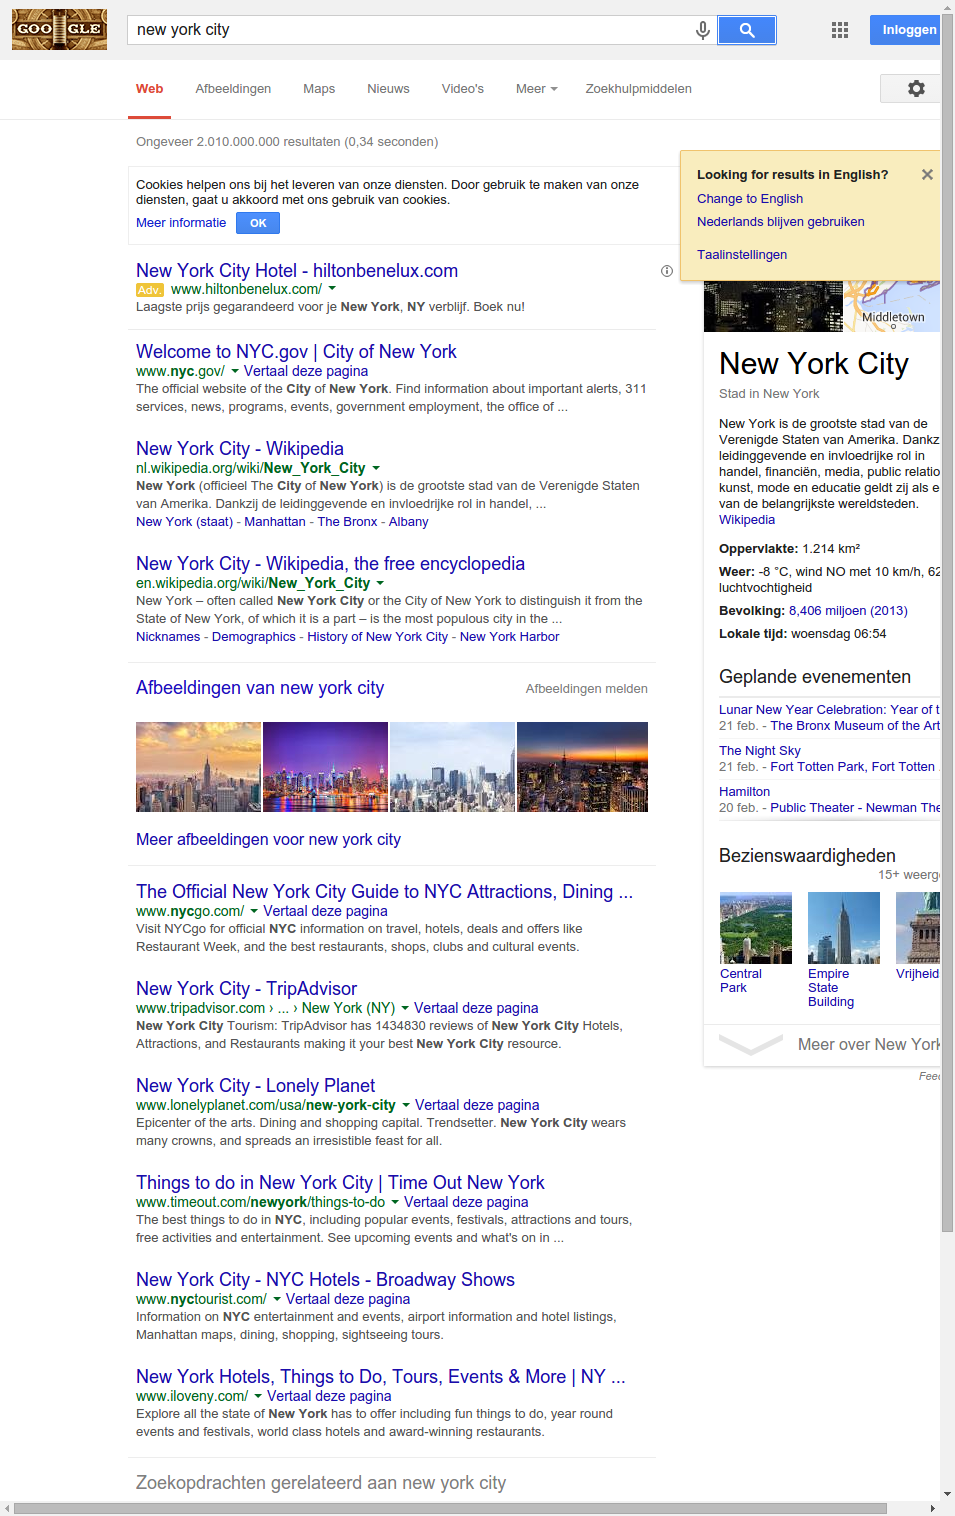 GOOGLE
new york city
Inloggen
Web Afbeeldingen Maps Nieuws Video's Meer Zoekhulpmiddelen
Ongeveer 2.010.000.000 resultaten (0,34 seconden)
Cookies helpen ons bij het leveren van onze diensten. Door gebruik te maken van onze
diensten, gaat u akkoord met ons gebruik van cookies.
Meer informatie OK
Looking for results in English?
Change to English
Nederlands blijven gebruiken
Taalinstellingen
New York City Hotel - hiltonbenelux.com
Adv. www.hiltonbenelux.com/
Laagste prijs gegarandeerd voor je New York, NY verblijf. Boek nu!
Welcome to NYC.gov | City of New York
www.nyc.gov/ Vertaal deze pagina
The official website of the City of New York. Find information about important alerts, 311
services, news, programs, events, government employment, the office of ...
New York City - Wikipedia
nl.wikipedia.org/wiki/New_York_City
New York (officieel The City of New York) is de grootste stad van de Verenigde Staten
van Amerika. Dankzij de leidinggevende en invloedrijke rol in handel, ...
New York (staat) - Manhattan - The Bronx - Albany
New York City - Wikipedia, the free encyclopedia
en.wikipedia.org/wiki/New_York_City
New York – often called New York City or the City of New York to distinguish it from the
State of New York, of which it is a part – is the most populous city in the ...
Nicknames - Demographics - History of New York City - New York Harbor
Afbeeldingen van new york city Afbeeldingen melden
Meer afbeeldingen voor new york city
The Official New York City Guide to NYC Attractions, Dining ...
www.nycgo.com/ Vertaal deze pagina
Visit NYCgo for official NYC information on travel, hotels, deals and offers like
Restaurant Week, and the best restaurants, shops, clubs and cultural events.
New York City - TripAdvisor
www.tripadvisor.com › ... › New York (NY) Vertaal deze pagina
New York City Tourism: TripAdvisor has 1434830 reviews of New York City Hotels,
Attractions, and Restaurants making it your best New York City resource.
New York City - Lonely Planet
www.lonelyplanet.com/usa/new-york-city Vertaal deze pagina
Epicenter of the arts. Dining and shopping capital. Trendsetter. New York City wears
many crowns, and spreads an irresistible feast for all.
Things to do in New York City | Time Out New York
www.timeout.com/newyork/things-to-do Vertaal deze pagina
The best things to do in NYC, including popular events, festivals, attractions and tours,
free activities and entertainment. See upcoming events and what's on in ...
New York City - NYC Hotels - Broadway Shows
www.nyctourist.com/ Vertaal deze pagina
Information on NYC entertainment and events, airport information and hotel listings,
Manhattan maps, dining, shopping, sightseeing tours.
New York Hotels, Things to Do, Tours, Events & More | NY ...
www.iloveny.com/ Vertaal deze pagina
Explore all the state of New York has to offer including fun things to do, year round
events and festivals, world class hotels and award-winning restaurants.
Zoekopdrachten gerelateerd aan new york city
Middletown
New York City
Stad in New York
New York is de grootste stad van de
Verenigde Staten van Amerika. Dankz
leidinggevende en invloedrijke rol in
handel, financiën, media, public relatio
kunst, mode en educatie geldt zij als e
van de belangrijkste wereldsteden.
Wikipedia
Oppervlakte: 1.214 km²
Weer: -8 °C, wind NO met 10 km/h, 62
luchtvochtigheid
Bevolking: 8,406 miljoen (2013)
Lokale tijd: woensdag 06:54
Geplande evenementen
Lunar New Year Celebration: Year of t
21 feb. - The Bronx Museum of the Art
The Night Sky
21 feb. - Fort Totten Park, Fort Totten
Hamilton
20 feb. - Public Theater - Newman The
Bezienswaardigheden
15+ weerg
Central
Park
Empire
State
Building
Vrijheid
Meer over New York
Feed